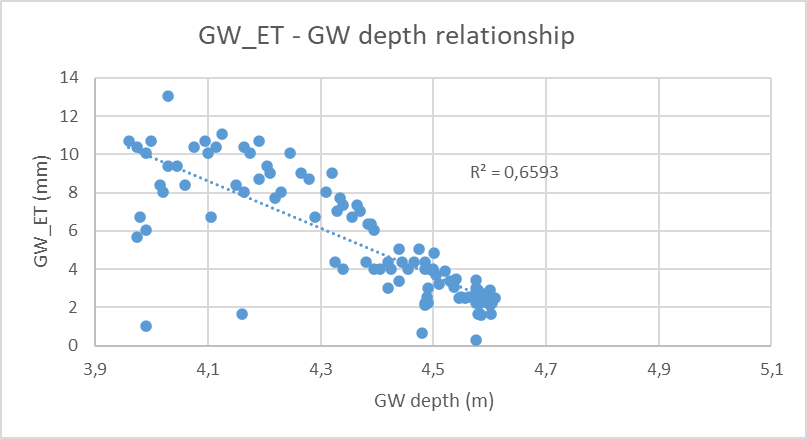 GW_ET - GW depth relationship
14
12
10
8
6
4
2
0
GW_ET (mm)
R² = 0,6593
3,9 4,1 4,3 4,5 4,7 4,9 5,1
GW depth (m)